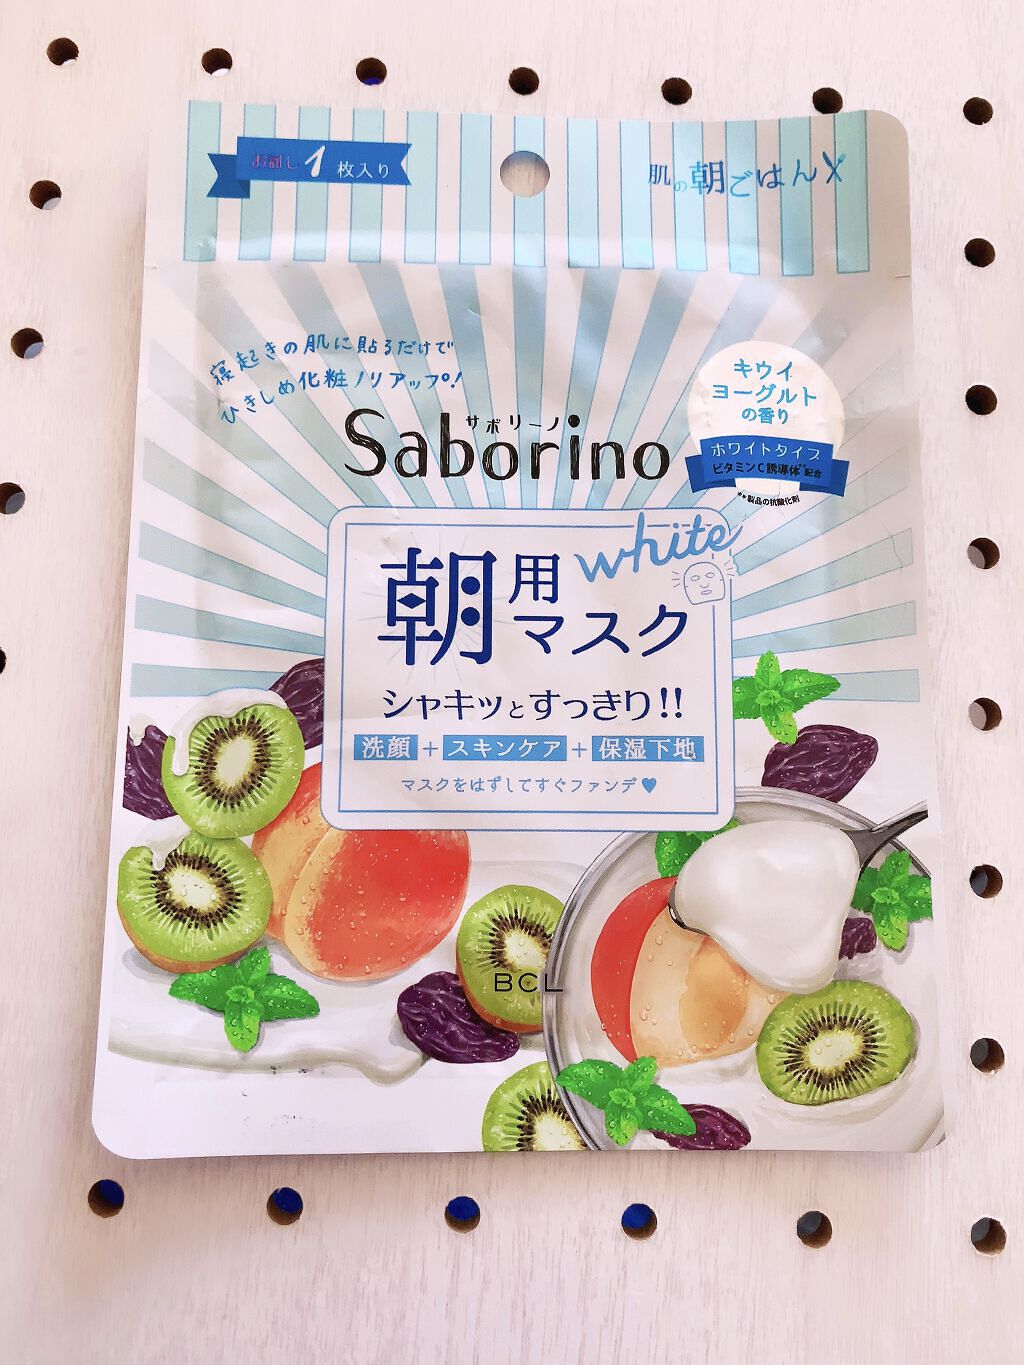 お試し 1 枚入り
肌の朝ごはん
寝起きの肌に貼るだけで
ひきしめ化粧ノリアップ!
サボリーノ
Saborino
キウイ
ヨーグルト
の香り
ホワイトタイプ
ビタミンC誘導体**配合
**製品の抗酸化剤
white
朝用マスク
シャキッとすっきり!!
洗顔+スキンケア+保湿下地
マスクをはずしてすぐファンデ♥
BCL